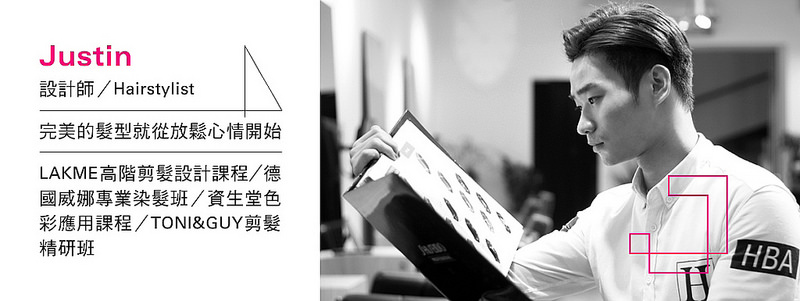 Justin
設計師／Hairstylist
完美的髮型就從放鬆心情開始
LAKME高階剪髮設計課程／德
國威娜專業染髮班／資生堂色
彩應用課程／TONI&GUY剪髮
精研班
HBA
H